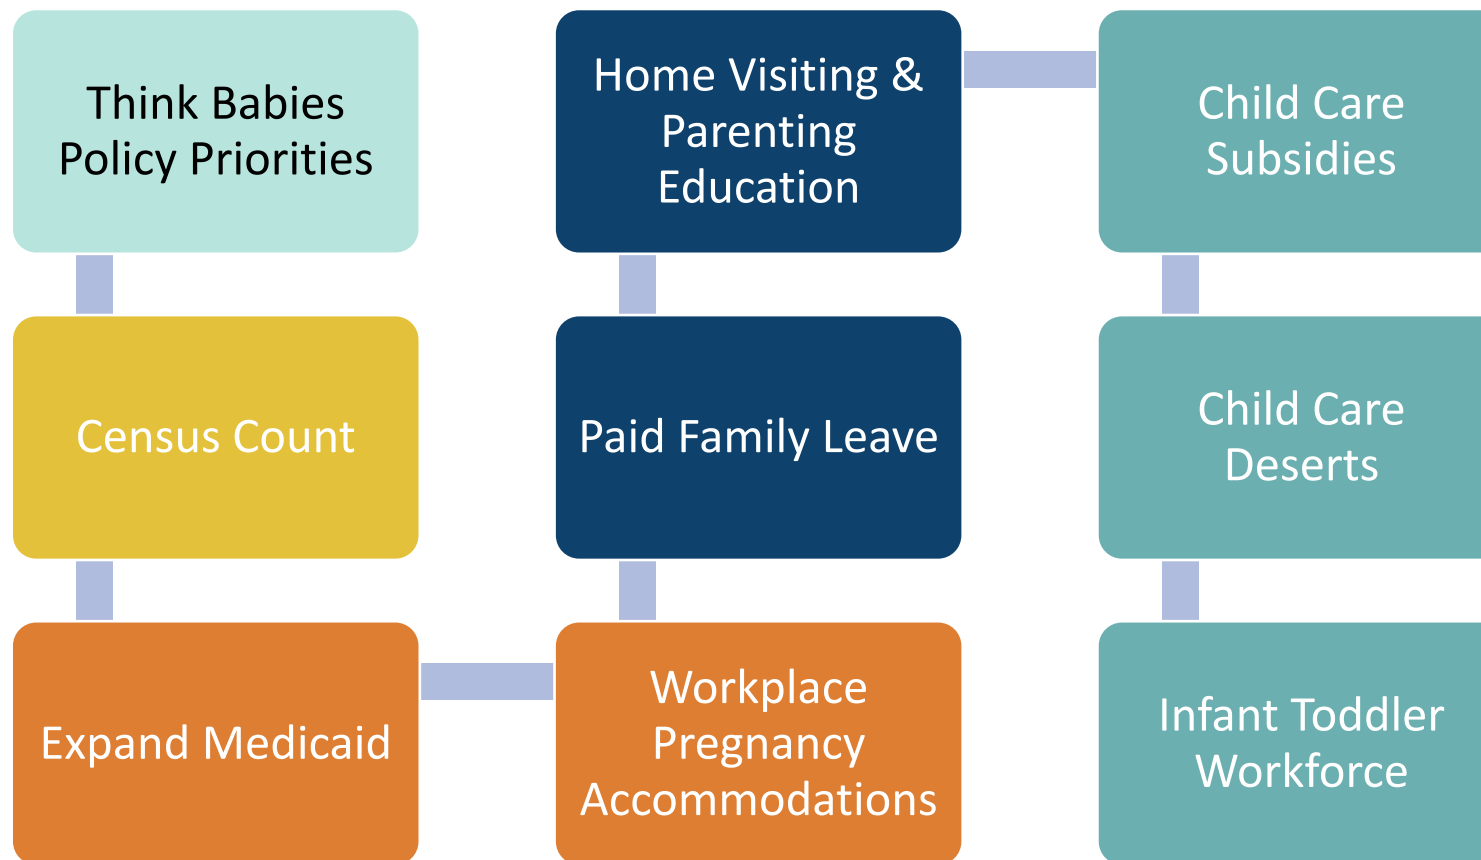 Think Babies
Policy Priorities
Census Count
Expand Medicaid
Workplace
Pregnancy
Accommodations
Paid Family Leave
Home Visiting &
Parenting
Education
Child Care
Subsidies
Child Care
Deserts
Infant Toddler
Workforce